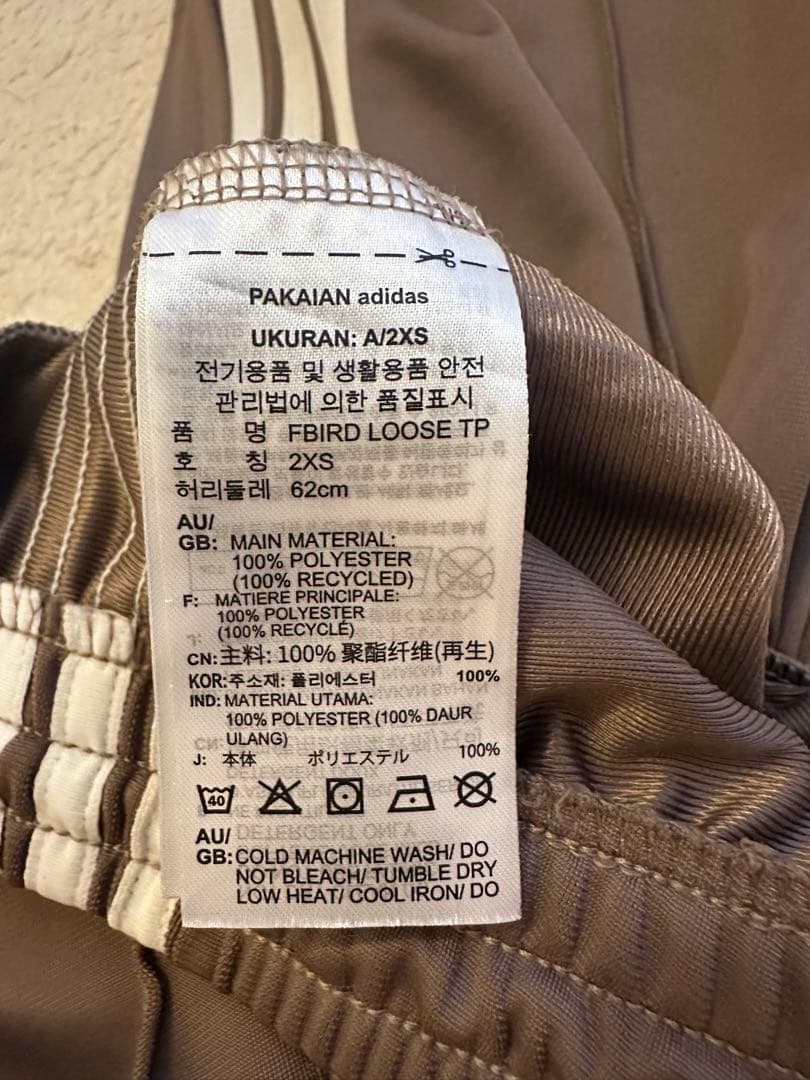 PAKAIAN adidas
UKURAN: A/2XS
전기용품 및 생활용품 안전
관리법에 의한 품질표시
품 명 FBIRD LOOSE TP
호 칭 2XS
허리둘레 62cm
AU/
GB: MAIN MATERIAL:
100% POLYESTER
(100% RECYCLED)
F: MATIERE PRINCIPALE:
100% POLYESTER
(100% RECYCLÉ)
CN: 主料: 100% 聚酯纤维(再生)
KOR: 주소재: 폴리에스터 100%
IND: MATERIAL UTAMA:
100% POLYESTER (100% DAUR
ULANG)
J: 本体 ポリエステル 100%
40
AU/
GB: COLD MACHINE WASH/ DO
NOT BLEACH/ TUMBLE DRY
LOW HEAT/ COOL IRON/ DO